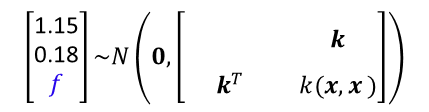 1.15
0.18
f
~N ( 0, [ k
k^T k(x, x) ] )